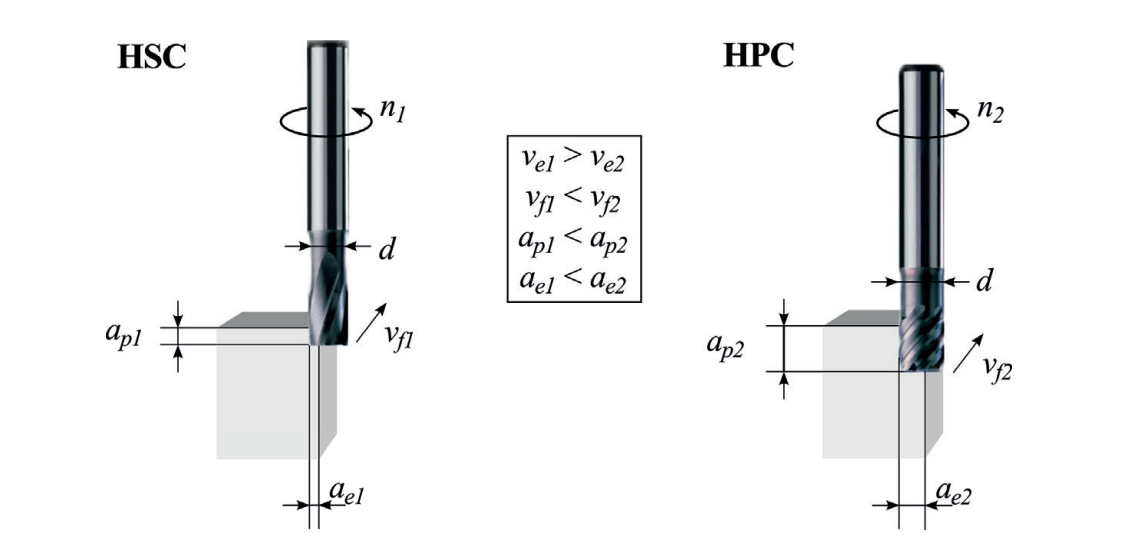 HSC
n1
d
ap1
vf1
ae1
ve1 > ve2
vf1 < vf2
ap1 < ap2
ae1 < ae2
HPC
n2
d
ap2
vf2
ae2